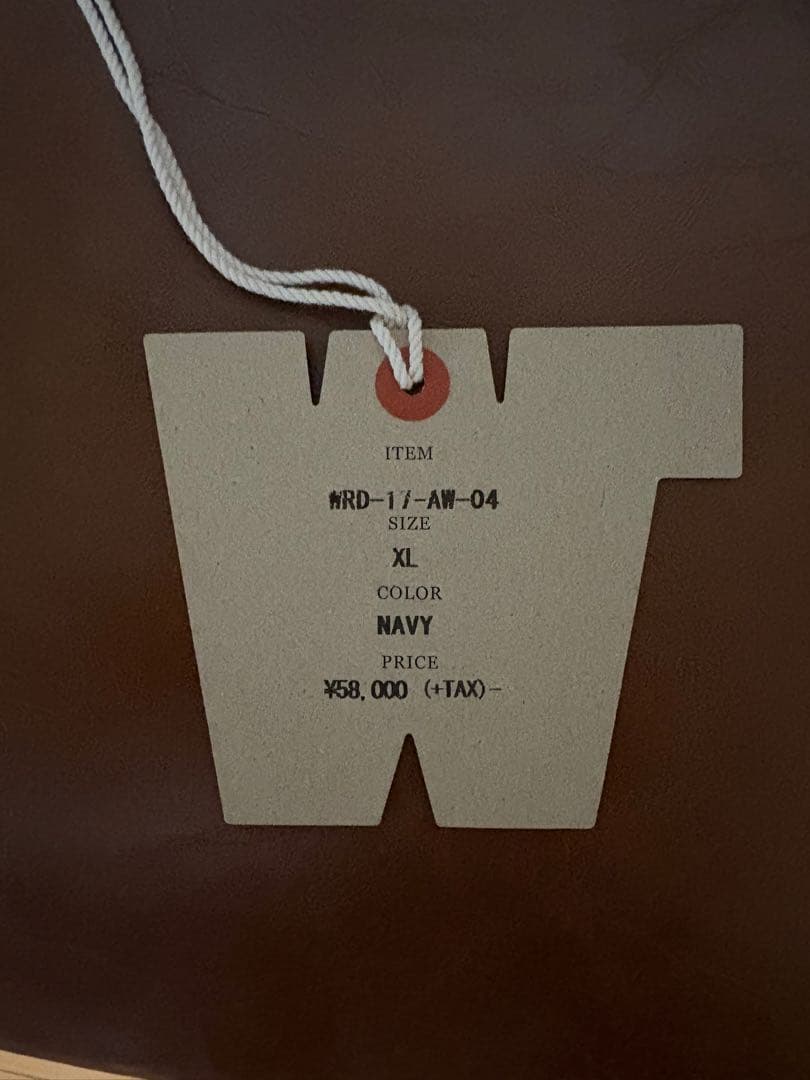 ITEM
WRD-17-AW-04
SIZE
XL
COLOR
NAVY
PRICE
¥58,000 (+TAX)-